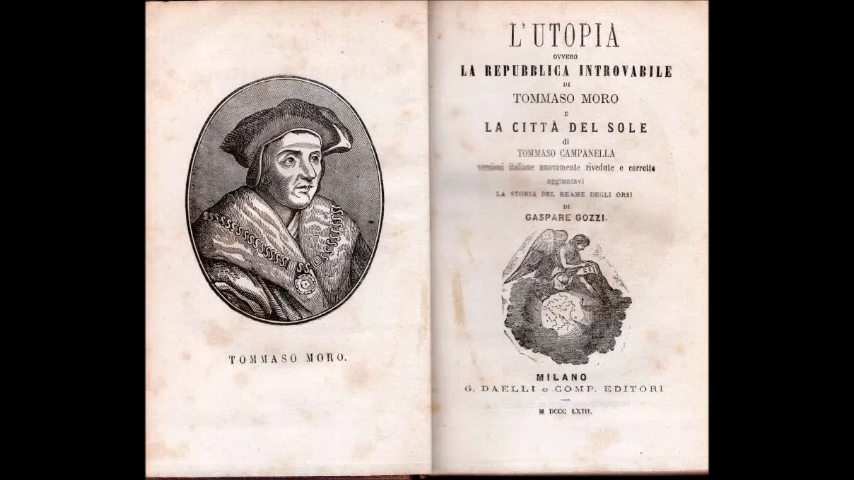 TOMMASO MORO.
L'UTOPIA
OVVERO
LA REPUBBLICA INTROVABILE
DI
TOMMASO MORO
E
LA CITTÀ DEL SOLE
di
TOMMASO CAMPANELLA
versioni italiane nuovamente rivedute e corrette
aggiuntavi
LA STORIA DEL REAME DEGLI ORSI
DI
GASPARE GOZZI.
MILANO
G. DAELLI e COMP. EDITORI
M DCCC LXIII.